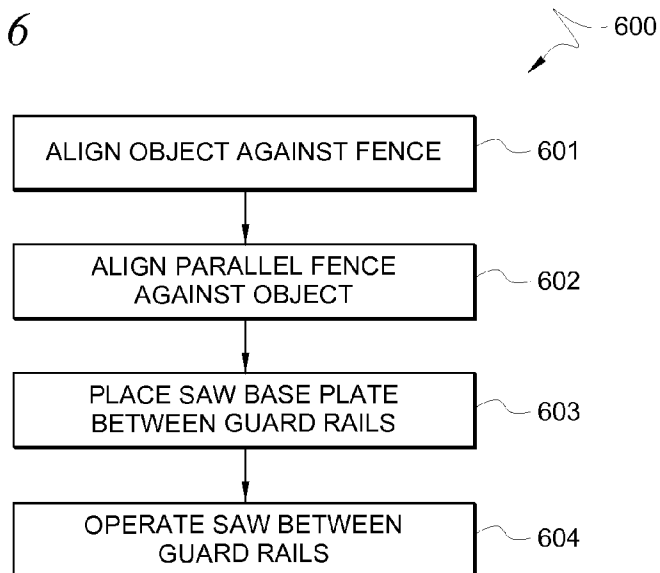 6
600
ALIGN OBJECT AGAINST FENCE
601
ALIGN PARALLEL FENCE
AGAINST OBJECT
602
PLACE SAW BASE PLATE
BETWEEN GUARD RAILS
603
OPERATE SAW BETWEEN
GUARD RAILS
604